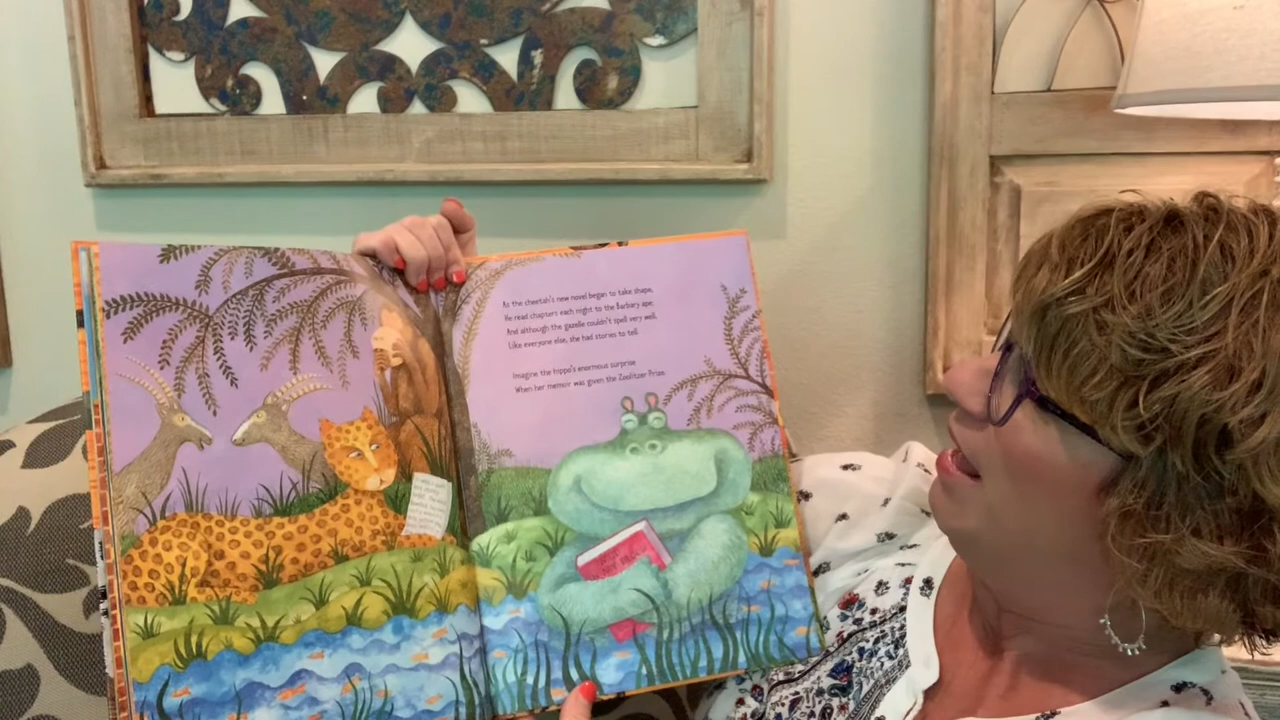 As the cheetah's new novel began to take shape,
He read chapters each night to the Barbary ape;
And although the gazelle couldn't spell very well,
Like everyone else, she had stories to tell.
Imagine the hippo's enormous surprise
When her memoir was given the Zoolitzer Prize.